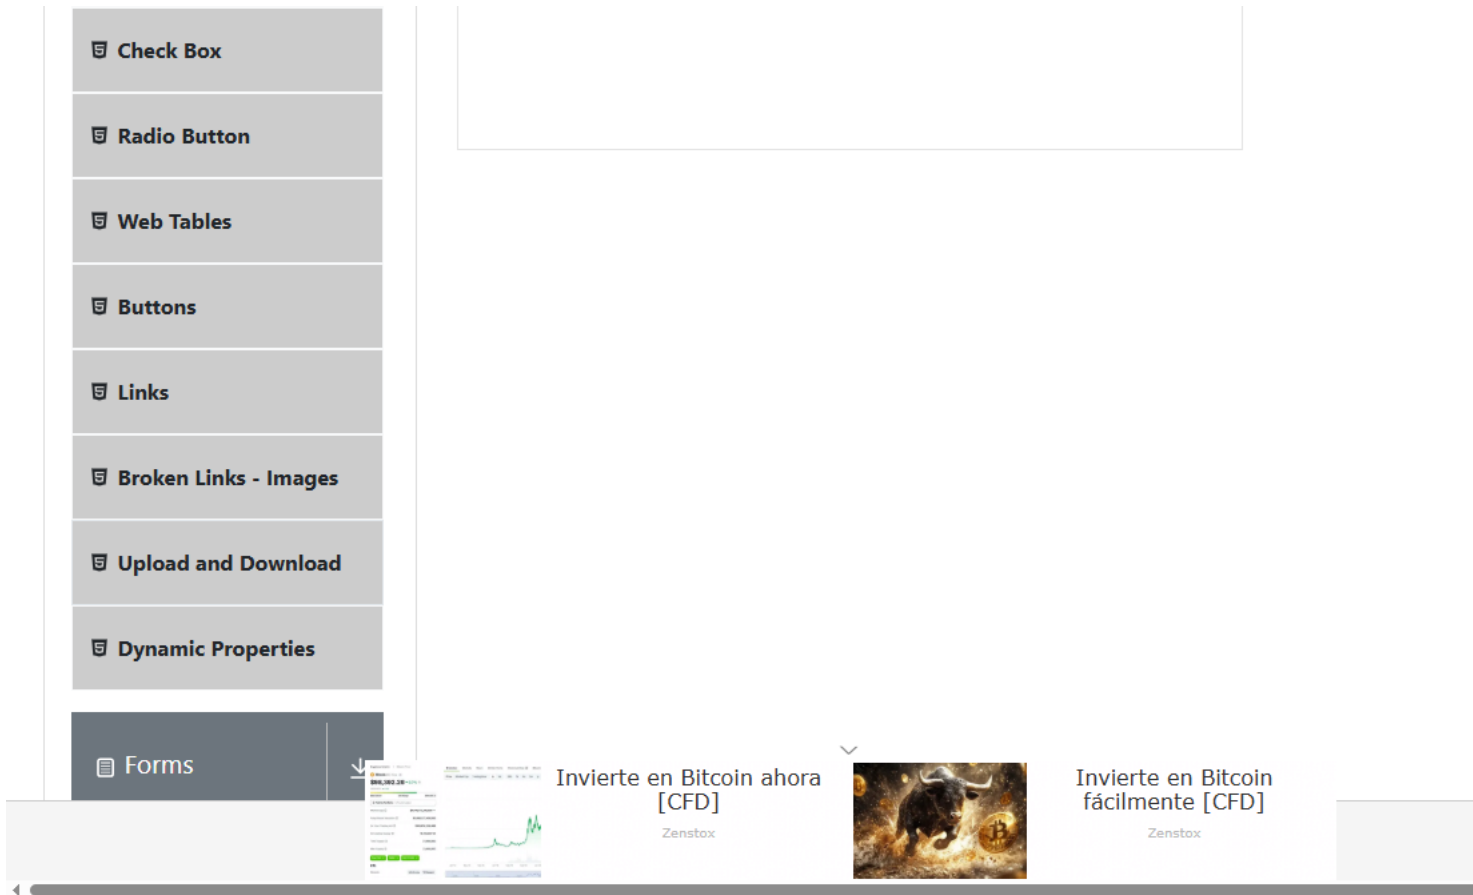 Check Box
Radio Button
Web Tables
Buttons
Links
Broken Links - Images
Upload and Download
Dynamic Properties
Forms
Invierte en Bitcoin ahora
[CFD]
Zenstox
Invierte en Bitcoin
fácilmente [CFD]
Zenstox